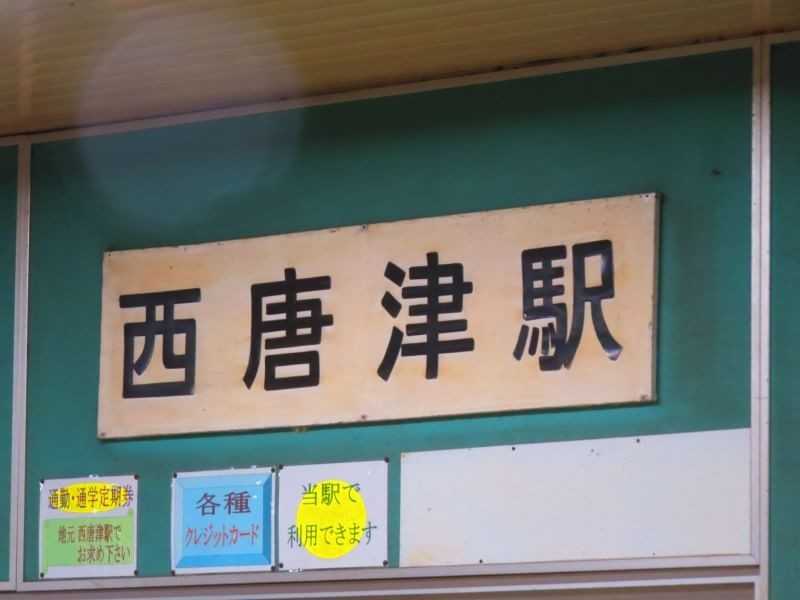 西唐津駅
通勤・通学定期券
地元 西唐津駅で
お求め下さい
各種
クレジットカード
当駅で
利用できます